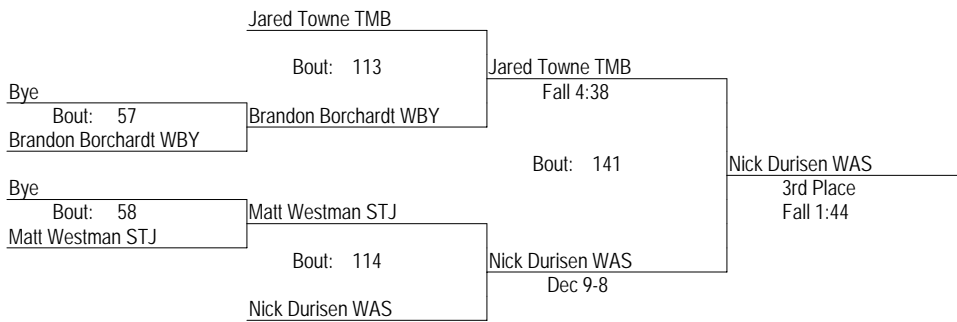 Jared Towne TMB
Bout: 113
Jared Towne TMB
Fall 4:38
Bye
Bout: 57
Brandon Borchardt WBY
Brandon Borchardt WBY
Bout: 141
Nick Durisen WAS
3rd Place
Fall 1:44
Bye
Bout: 58
Matt Westman STJ
Matt Westman STJ
Bout: 114
Nick Durisen WAS
Dec 9-8
Nick Durisen WAS